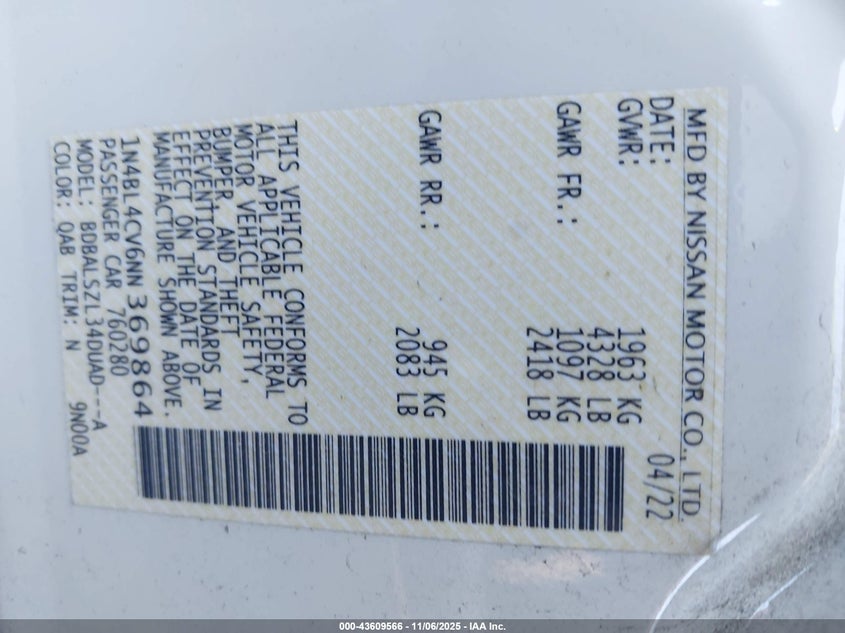 MFD BY NISSAN MOTOR CO., LTD.
DATE: 04/22
GVWR: 1963 KG
4328 LB
GAWR FR.: 1097 KG
2418 LB
GAWR RR.: 945 KG
2083 LB
THIS VEHICLE CONFORMS TO
ALL APPLICABLE FEDERAL
MOTOR VEHICLE SAFETY,
BUMPER, AND THEFT
PREVENTION STANDARDS IN
EFFECT ON THE DATE OF
MANUFACTURE SHOWN ABOVE.
1N4BL4CV6NN369864
PASSENGER CAR 760280
MODEL: BDBALSZL34DUAD---A
COLOR: QAB TRIM: N 9N00A
000-43609566 - 11/06/2025 - IAA Inc.